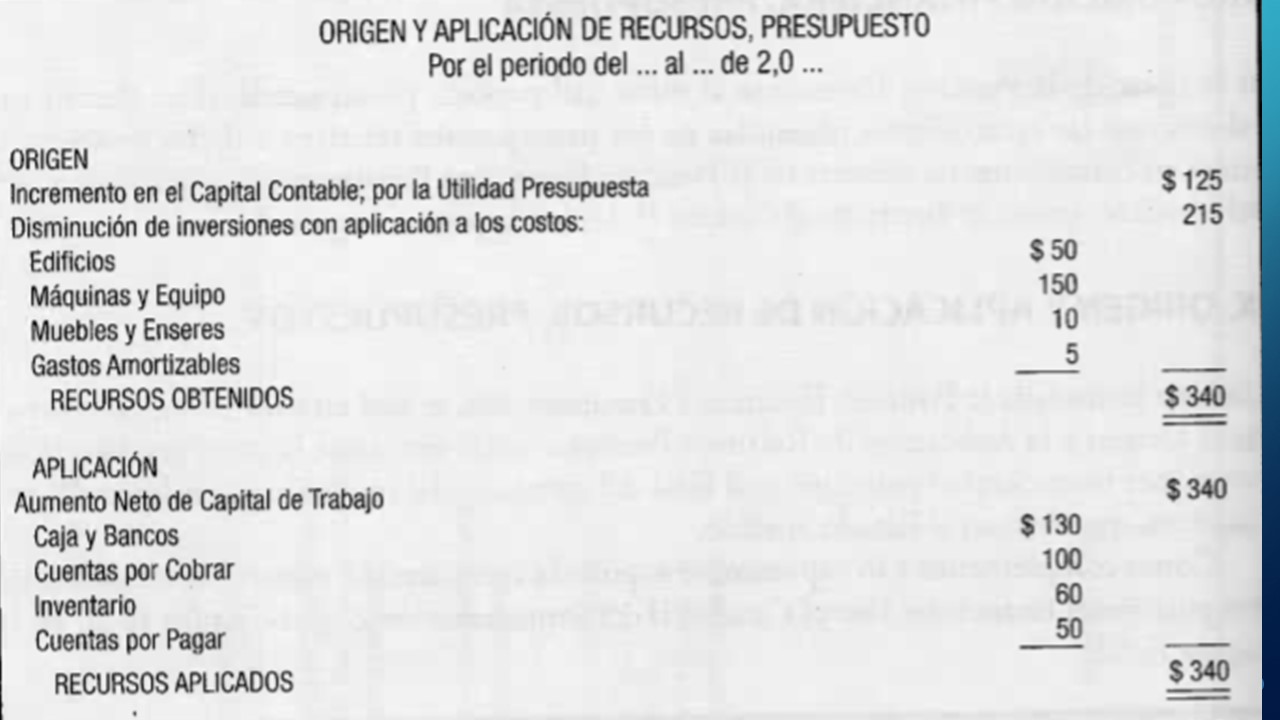 ORIGEN Y APLICACIÓN DE RECURSOS, PRESUPUESTO
Por el periodo del ... al ... de 2,0 ...
ORIGEN
Incremento en el Capital Contable; por la Utilidad Presupuesta $ 125
Disminución de inversiones con aplicación a los costos: 215
Edificios $ 50
Máquinas y Equipo 150
Muebles y Enseres 10
Gastos Amortizables 5
RECURSOS OBTENIDOS $ 340
APLICACIÓN
Aumento Neto de Capital de Trabajo $ 340
Caja y Bancos $ 130
Cuentas por Cobrar 100
Inventario 60
Cuentas por Pagar 50
RECURSOS APLICADOS $ 340